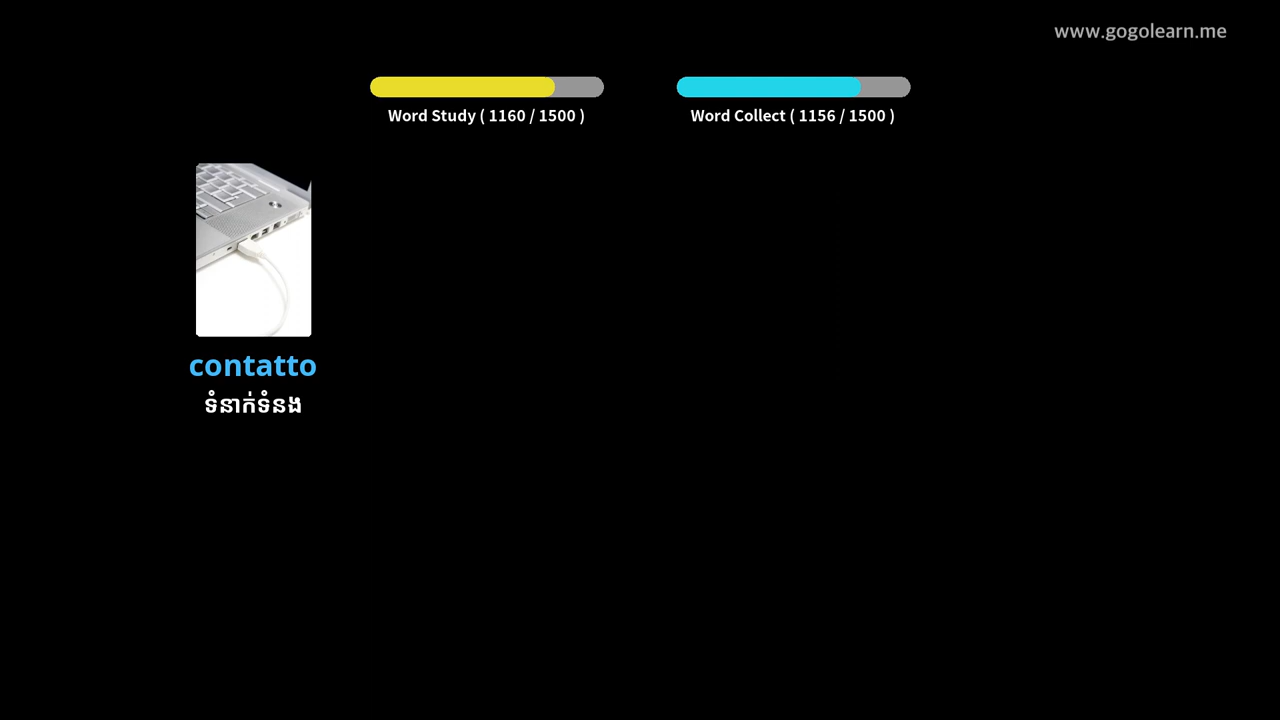 www.gogolearn.me
Word Study ( 1160 / 1500 )
Word Collect ( 1156 / 1500 )
contatto
ទំនាក់ទំនង